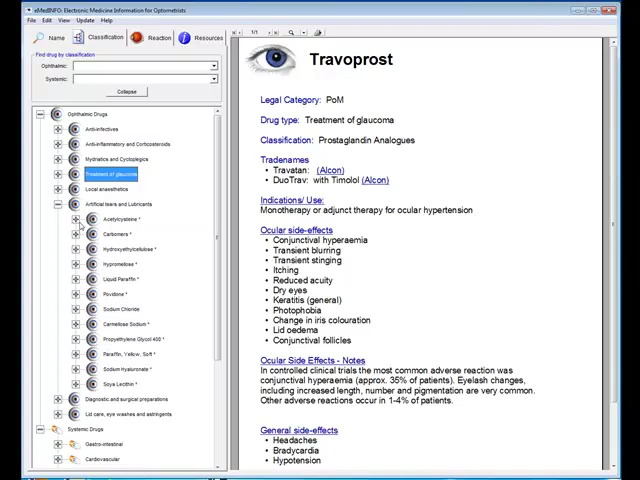 eMedINFO: Electronic Medicine Information for Optometrists
File Edit View Update Help
Name Classification Reaction Resources
1/1
Find drug by classification
Ophthalmic:
Systemic:
Collapse
Ophthalmic Drugs
Anti-infectives
Anti-inflammatory and Corticosteroids
Mydriatics and Cycloplegics
Treatment of glaucoma
Local anaesthetics
Artificial tears and Lubricants
Acetylcysteine *
Carbomers *
Hydroxyethylcellulose *
Hypromellose *
Liquid Paraffin *
Povidone *
Sodium Chloride
Carmellose Sodium *
Propyethylene Glycol 400 *
Paraffin, Yellow, Soft *
Sodium Hyaluronate *
Soya Lecithin *
Diagnostic and surgical preparations
Lid care, eye washes and astringents
Systemic Drugs
Gastro-intestinal
Cardiovascular
Travoprost
Legal Category: PoM
Drug type: Treatment of glaucoma
Classification: Prostaglandin Analogues
Tradenames
• Travatan: (Alcon)
• DuoTrav: with Timolol (Alcon)
Indications/ Use:
Monotherapy or adjunct therapy for ocular hypertension
Ocular side-effects
• Conjunctival hyperaemia
• Transient blurring
• Transient stinging
• Itching
• Reduced acuity
• Dry eyes
• Keratitis (general)
• Photophobia
• Change in iris colouration
• Lid oedema
• Conjunctival follicles
Ocular Side Effects - Notes
In controlled clinical trials the most common adverse reaction was
conjunctival hyperaemia (approx. 35% of patients). Eyelash changes,
including increased length, number and pigmentation are very common.
Other adverse reactions occur in 1-4% of patients.
General side-effects
• Headaches
• Bradycardia
• Hypotension